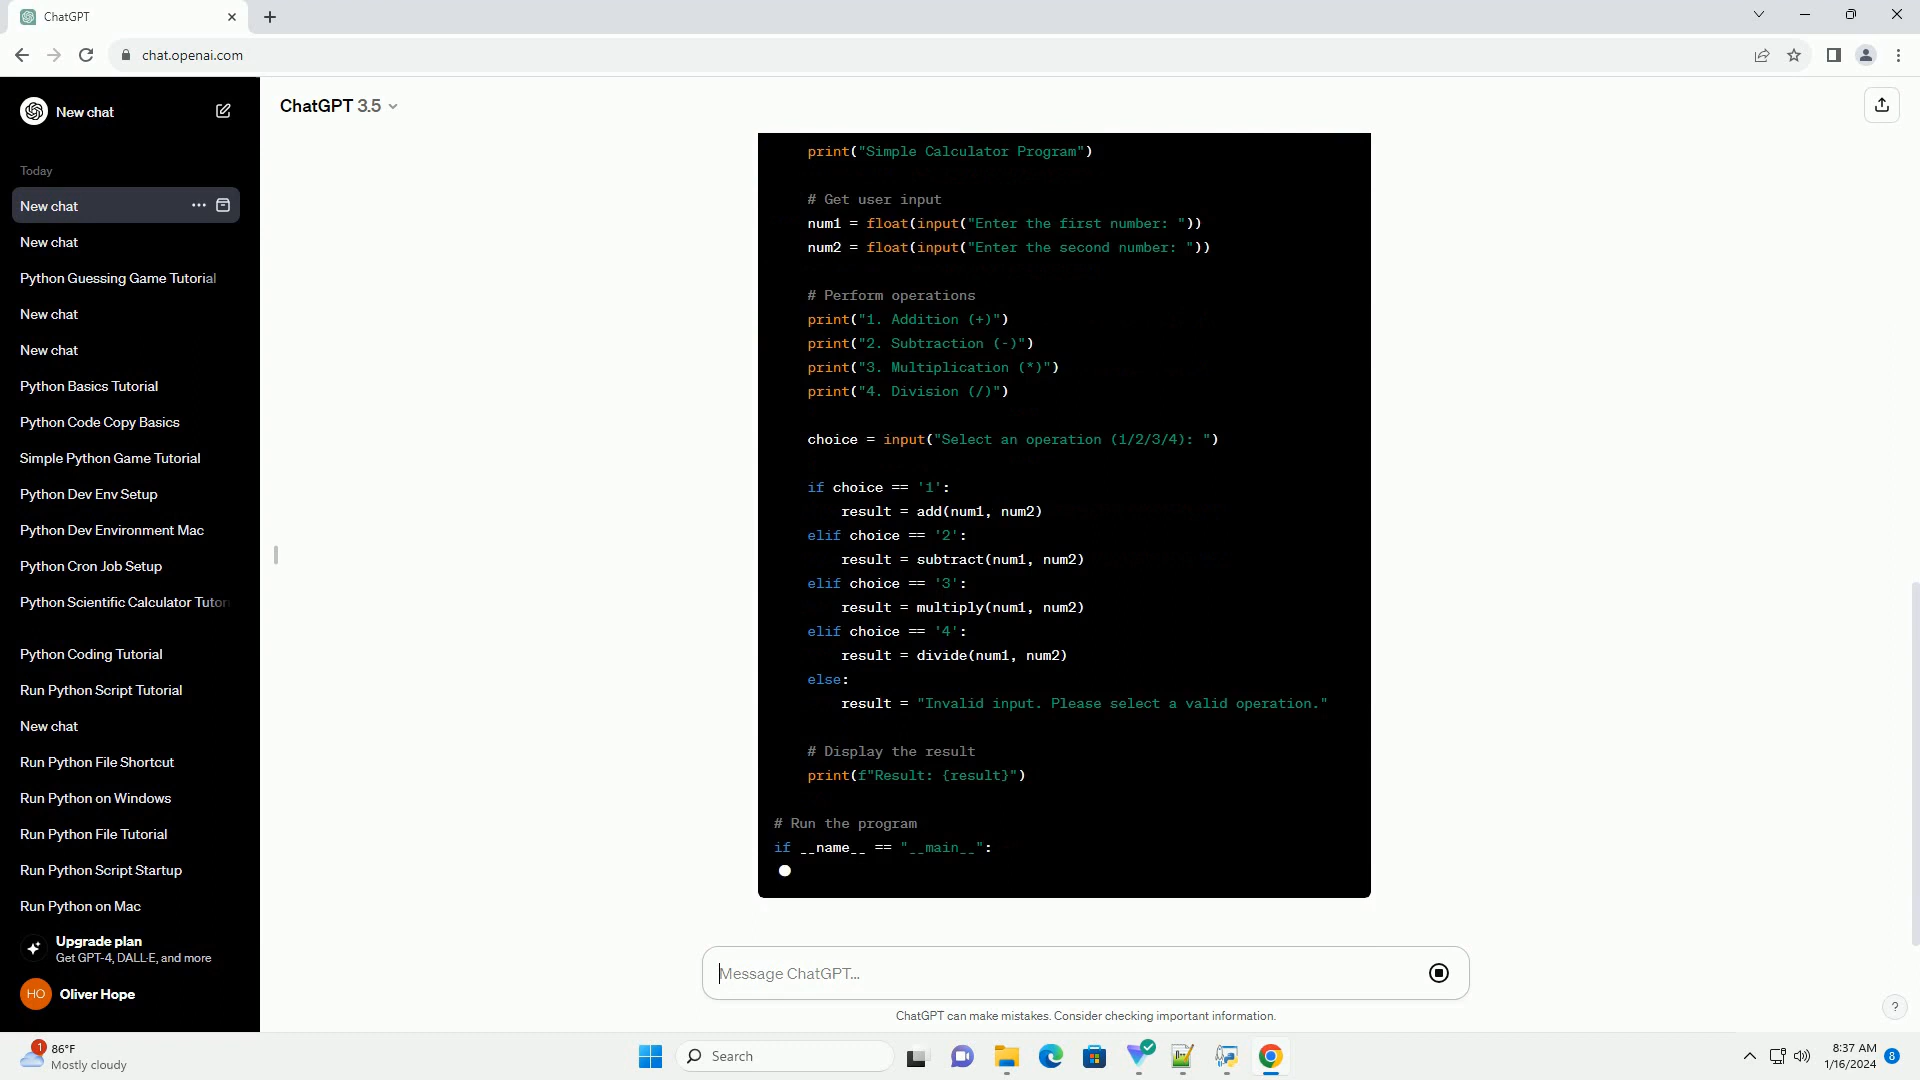 ChatGPT
chat.openai.com
New chat
ChatGPT 3.5
Today
New chat
New chat
Python Guessing Game Tutorial
New chat
New chat
Python Basics Tutorial
Python Code Copy Basics
Simple Python Game Tutorial
Python Dev Env Setup
Python Dev Environment Mac
Python Cron Job Setup
Python Scientific Calculator Tutor
Python Coding Tutorial
Run Python Script Tutorial
New chat
Run Python File Shortcut
Run Python on Windows
Run Python File Tutorial
Run Python Script Startup
Run Python on Mac
Upgrade plan
Get GPT-4, DALL·E, and more
HO
Oliver Hope
print("Simple Calculator Program")
# Get user input
num1 = float(input("Enter the first number: "))
num2 = float(input("Enter the second number: "))
# Perform operations
print("1. Addition (+)")
print("2. Subtraction (-)")
print("3. Multiplication (*)")
print("4. Division (/)")
choice = input("Select an operation (1/2/3/4): ")
if choice == '1':
result = add(num1, num2)
elif choice == '2':
result = subtract(num1, num2)
elif choice == '3':
result = multiply(num1, num2)
elif choice == '4':
result = divide(num1, num2)
else:
result = "Invalid input. Please select a valid operation."
# Display the result
print(f"Result: {result}")
# Run the program
if __name__ == "__main__":
Message ChatGPT…
ChatGPT can make mistakes. Consider checking important information.
?
1
86°F
Mostly cloudy
Search
8:37 AM
1/16/2024
8